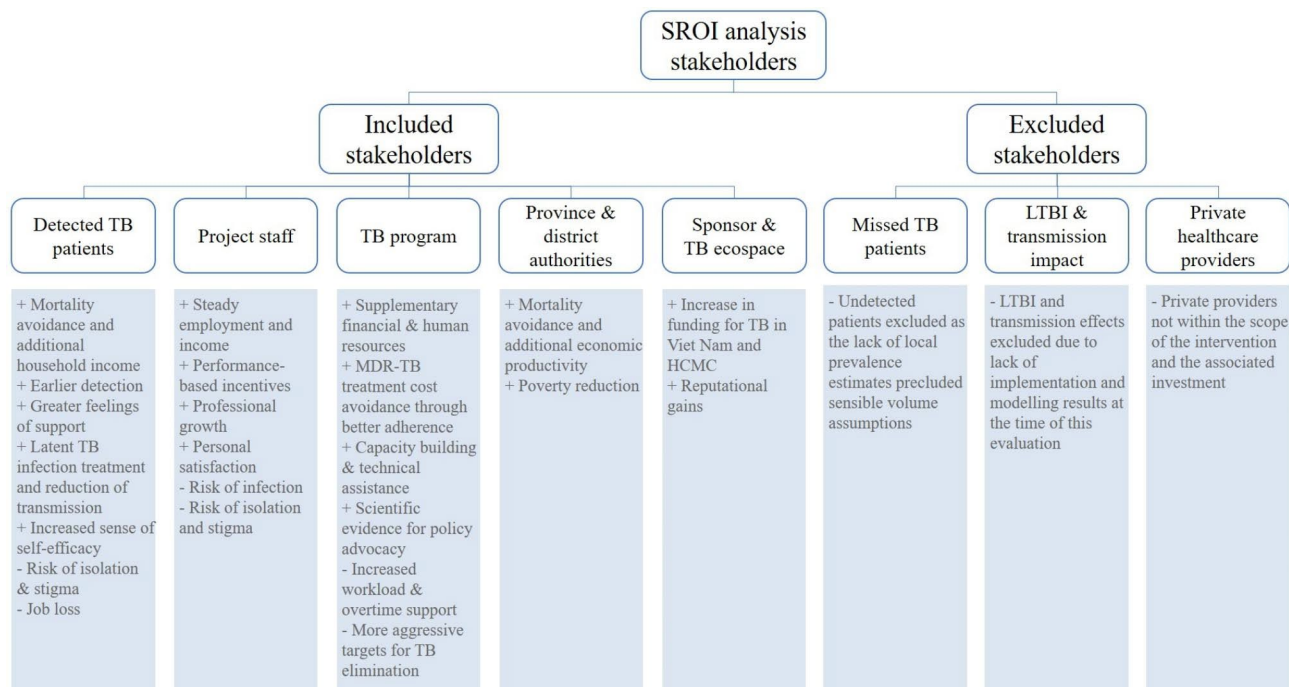 SROI analysis
stakeholders
Included
stakeholders
Excluded
stakeholders
Detected TB
patients
Project staff
TB program
Province &
district
authorities
Sponsor &
TB ecospace
Missed TB
patients
LTBI &
transmission
impact
Private
healthcare
providers
+ Mortality
avoidance and
additional
household income
+ Earlier detection
+ Greater feelings
of support
+ Latent TB
infection treatment
and reduction of
transmission
+ Increased sense of
self-efficacy
- Risk of isolation
& stigma
- Job loss
+ Steady
employment and
income
+ Performance-
based incentives
+ Professional
growth
+ Personal
satisfaction
- Risk of infection
- Risk of isolation
and stigma
+ Supplementary
financial & human
resources
+ MDR-TB
treatment cost
avoidance through
better adherence
+ Capacity building
& technical
assistance
+ Scientific
evidence for policy
advocacy
- Increased
workload &
overtime support
- More aggressive
targets for TB
elimination
+ Mortality
avoidance and
additional economic
productivity
+ Poverty reduction
+ Increase in
funding for TB in
Viet Nam and
HCMC
+ Reputational
gains
- Undetected
patients excluded as
the lack of local
prevalence
estimates precluded
sensible volume
assumptions
- LTBI and
transmission effects
excluded due to
lack of
implementation and
modelling results at
the time of this
evaluation
- Private providers
not within the scope
of the intervention
and the associated
investment